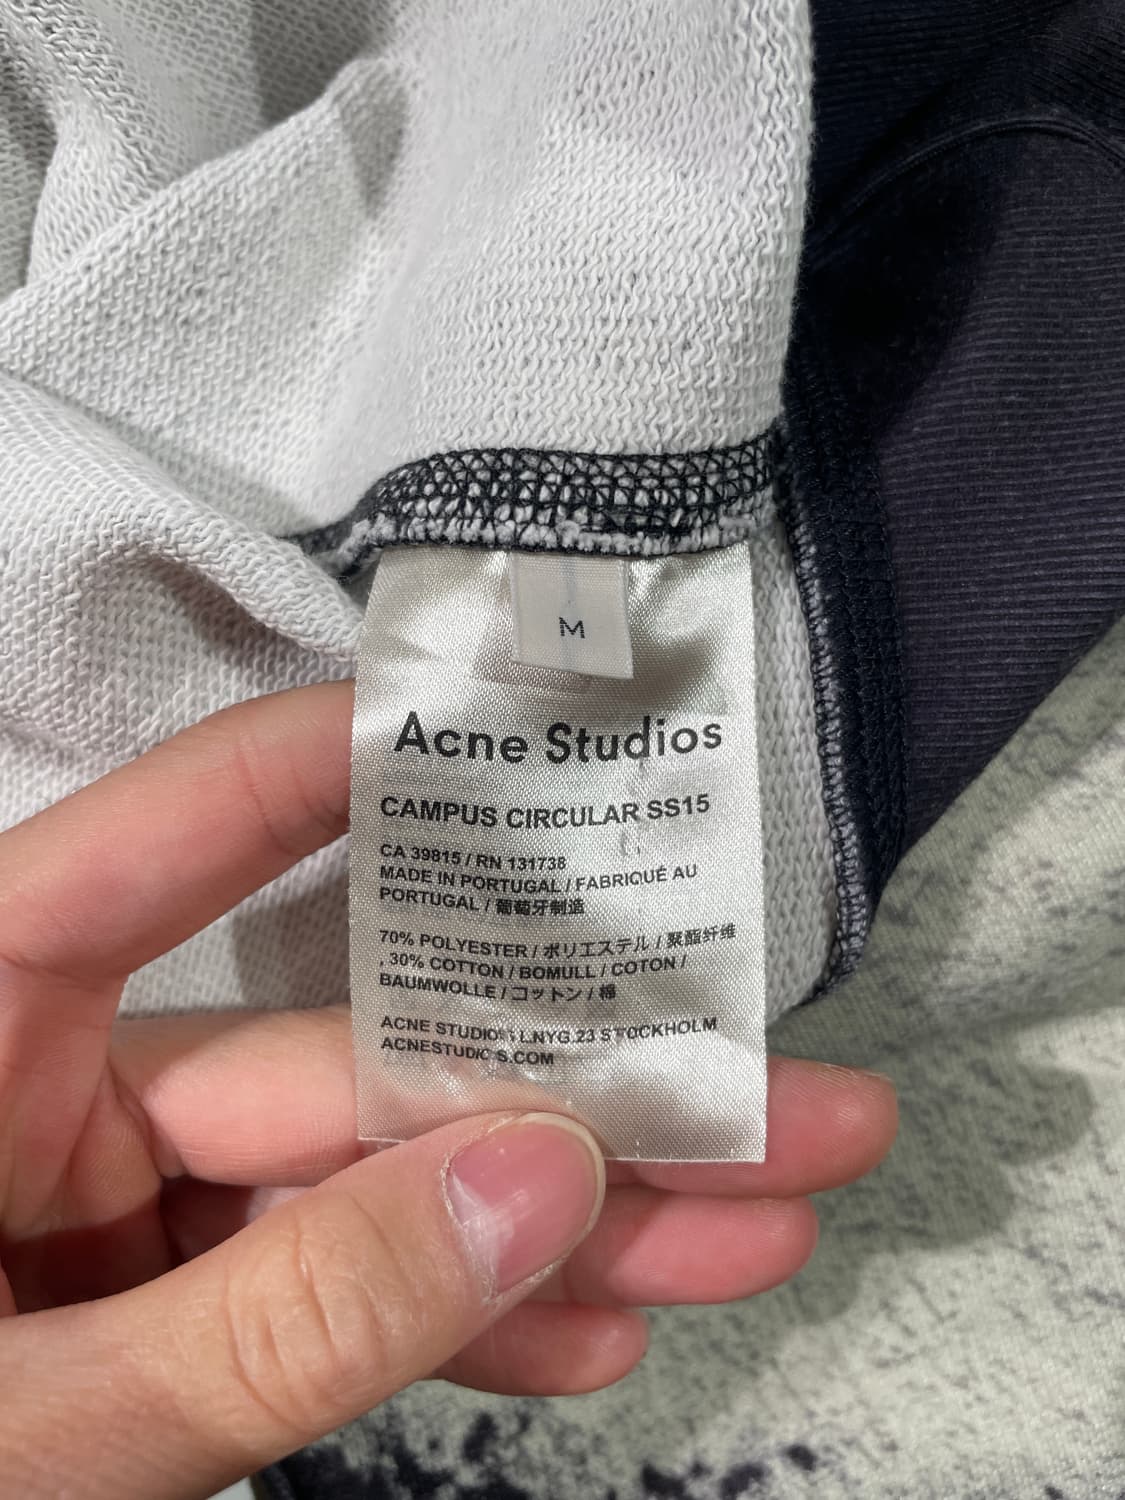 M
Acne Studios
CAMPUS CIRCULAR SS15
CA 39815 / RN 131738
MADE IN PORTUGAL / FABRIQUÉ AU
PORTUGAL / 葡萄牙制造
70% POLYESTER / ポリエステル / 聚酯纤维
, 30% COTTON / BOMULL / COTON /
BAUMWOLLE / コットン / 棉
ACNE STUDIOS L.NYG.23 STOCKHOLM
ACNESTUDIOS.COM